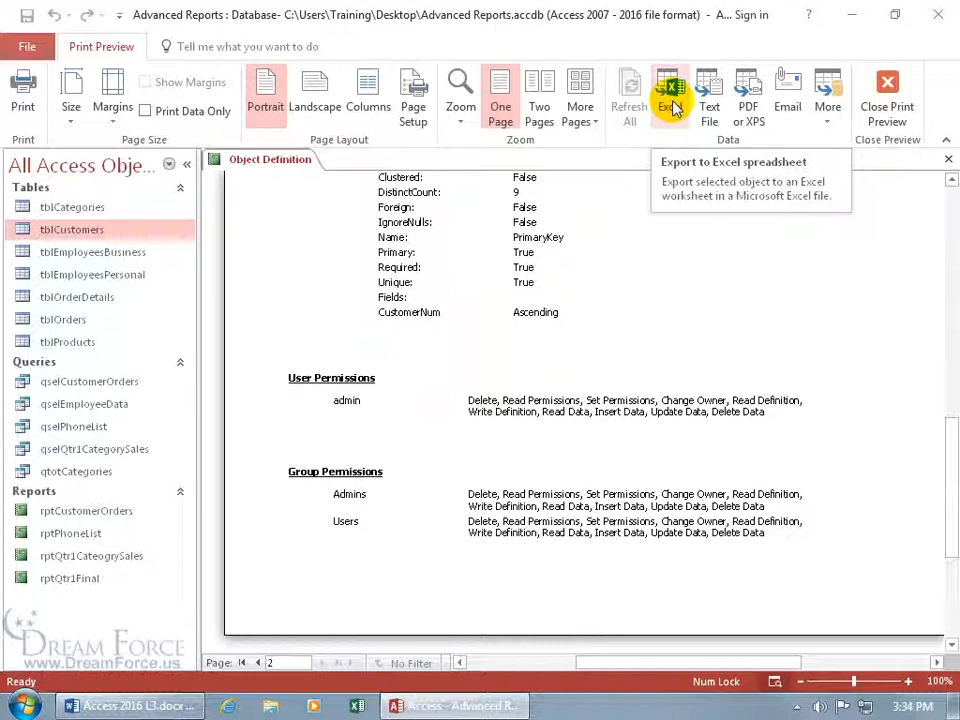 Advanced Reports : Database- C:\Users\Training\Desktop\Advanced Reports.accdb (Access 2007 - 2016 file format) - A... Sign in ?
File Print Preview Tell me what you want to do
Print Size Margins Show Margins Print Data Only Portrait Landscape Columns Page Setup Zoom One Page Two Pages More Pages Refresh All Excel Text File PDF or XPS Email More Close Print Preview
Print Page Size Page Layout Zoom Data Close Preview
All Access Obje... «
Object Definition
Export to Excel spreadsheet
Export selected object to an Excel
worksheet in a Microsoft Excel file.
Tables
tblCategories
tblCustomers
tblEmployeesBusiness
tblEmployeesPersonal
tblOrderDetails
tblOrders
tblProducts
Queries
qselCustomerOrders
qselEmployeeData
qselPhoneList
qselQtr1CategorySales
qtotCategories
Reports
rptCustomerOrders
rptPhoneList
rptQtr1CateogrySales
rptQtr1Final
DREAM FORCE
www.DreamForce.us
Clustered: False
DistinctCount: 9
Foreign: False
IgnoreNulls: False
Name: PrimaryKey
Primary: True
Required: True
Unique: True
Fields:
CustomerNum Ascending
User Permissions
admin Delete, Read Permissions, Set Permissions, Change Owner, Read Definition,
Write Definition, Read Data, Insert Data, Update Data, Delete Data
Group Permissions
Admins Delete, Read Permissions, Set Permissions, Change Owner, Read Definition,
Write Definition, Read Data, Insert Data, Update Data, Delete Data
Users Delete, Read Permissions, Set Permissions, Change Owner, Read Definition,
Write Definition, Read Data, Insert Data, Update Data, Delete Data
Page: 2 No Filter
Ready Num Lock 100%
Access 2016 L3.docx ... Access - Advanced R... 3:34 PM